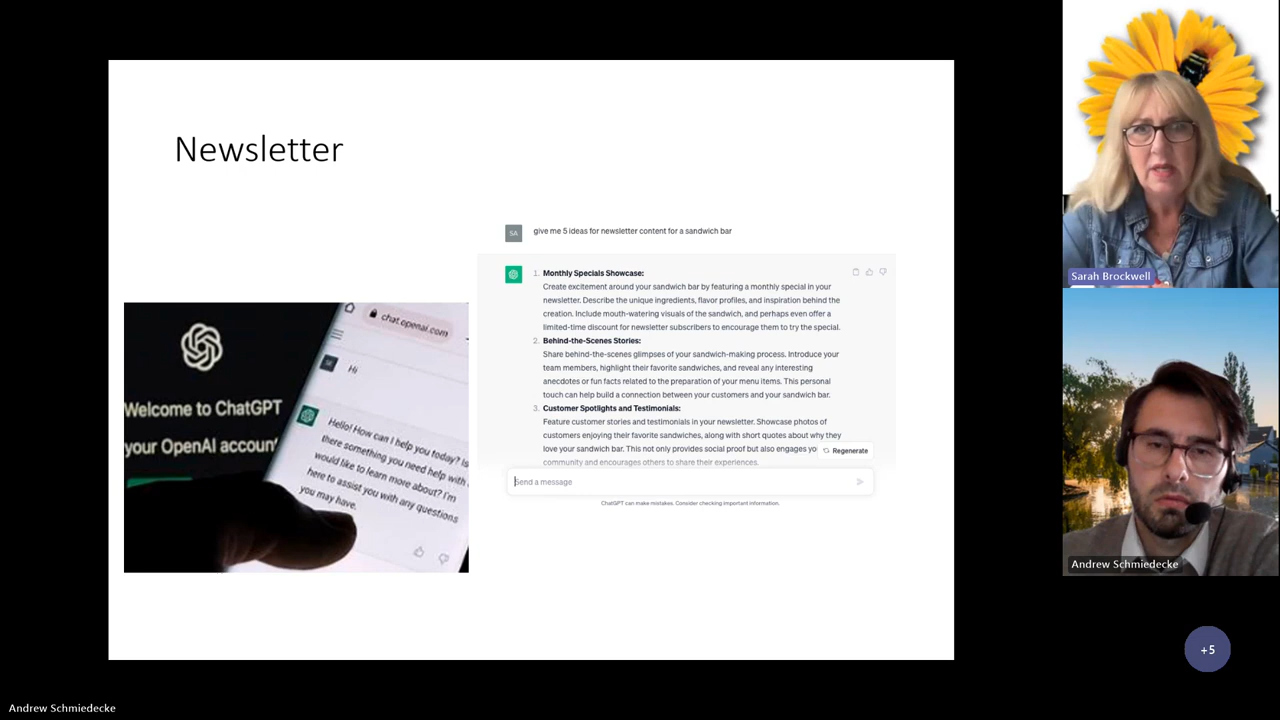 Newsletter
SA
give me 5 ideas for newsletter content for a sandwich bar
1. Monthly Specials Showcase:
Create excitement around your sandwich bar by featuring a monthly special in your
newsletter. Describe the unique ingredients, flavor profiles, and inspiration behind the
creation. Include mouth-watering visuals of the sandwich, and perhaps even offer a
limited-time discount for newsletter subscribers to encourage them to try the special.
2. Behind-the-Scenes Stories:
Share behind-the-scenes glimpses of your sandwich-making process. Introduce your
team members, highlight their favorite sandwiches, and reveal any interesting
anecdotes or fun facts related to the preparation of your menu items. This personal
touch can help build a connection between your customers and your sandwich bar.
3. Customer Spotlights and Testimonials:
Feature customer stories and testimonials in your newsletter. Showcase photos of
customers enjoying their favorite sandwiches, along with short quotes about why they
love your sandwich bar. This not only provides social proof but also engages yo
community and encourages others to share their experiences.
Regenerate
Send a message
ChatGPT can make mistakes. Consider checking important information.
Welcome to ChatGPT
your OpenAI accoun
chat.openai.com
Hi
Hello! How can I help you today? Is
there something you need help with
would like to learn more about? I'm
here to assist you with any questions
you may have.
Sarah Brockwell
Andrew Schmiedecke
+5
Andrew Schmiedecke